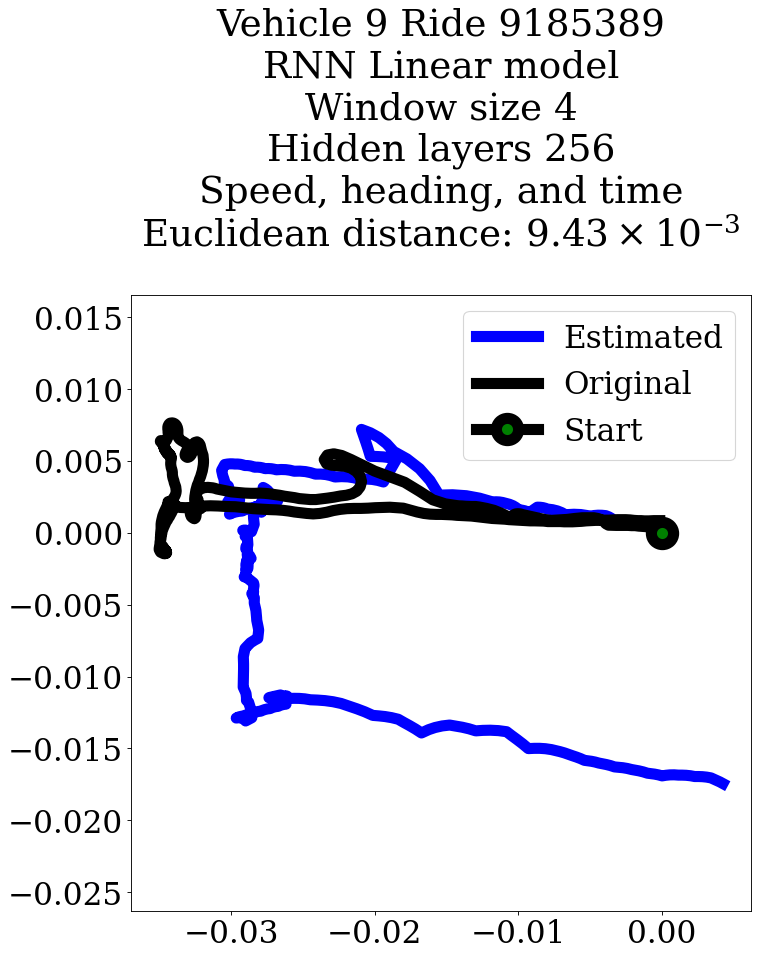 Vehicle 9 Ride 9185389
RNN Linear model
Window size 4
Hidden layers 256
Speed, heading, and time
Euclidean distance: 9.43 × 10⁻³
Estimated
Original
Start
0.015
0.010
0.005
0.000
−0.005
−0.010
−0.015
−0.020
−0.025
−0.03
−0.02
−0.01
0.00